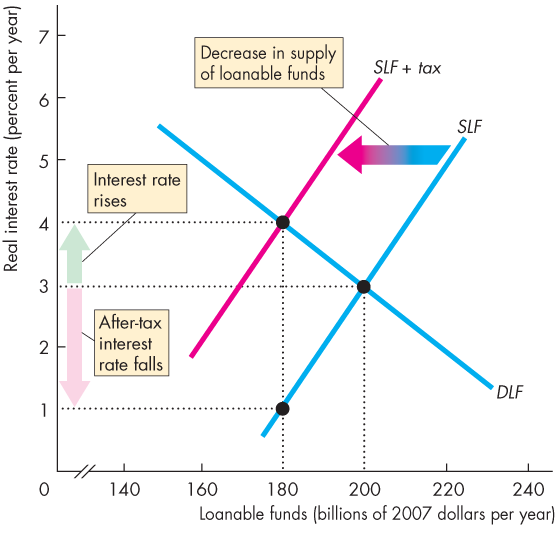 Real interest rate (percent per year)
7
6
5
4
3
2
1
0
Decrease in supply
of loanable funds
SLF + tax
SLF
Interest rate
rises
After-tax
interest
rate falls
DLF
140
160
180
200
220
240
Loanable funds (billions of 2007 dollars per year)